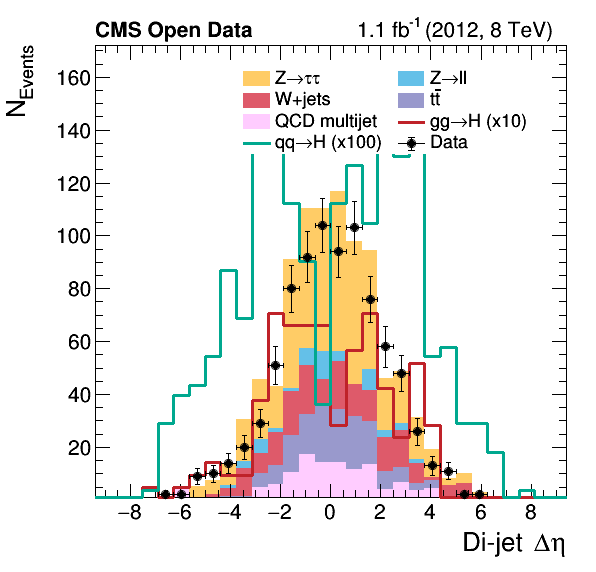 CMS Open Data 1.1 fb⁻¹ (2012, 8 TeV)
N_Events
Z→ττ Z→ll
W+jets tt̄
QCD multijet gg→H (x10)
qq→H (x100) Data
160
140
120
100
80
60
40
20
−8 −6 −4 −2 0 2 4 6 8
Di-jet Δη